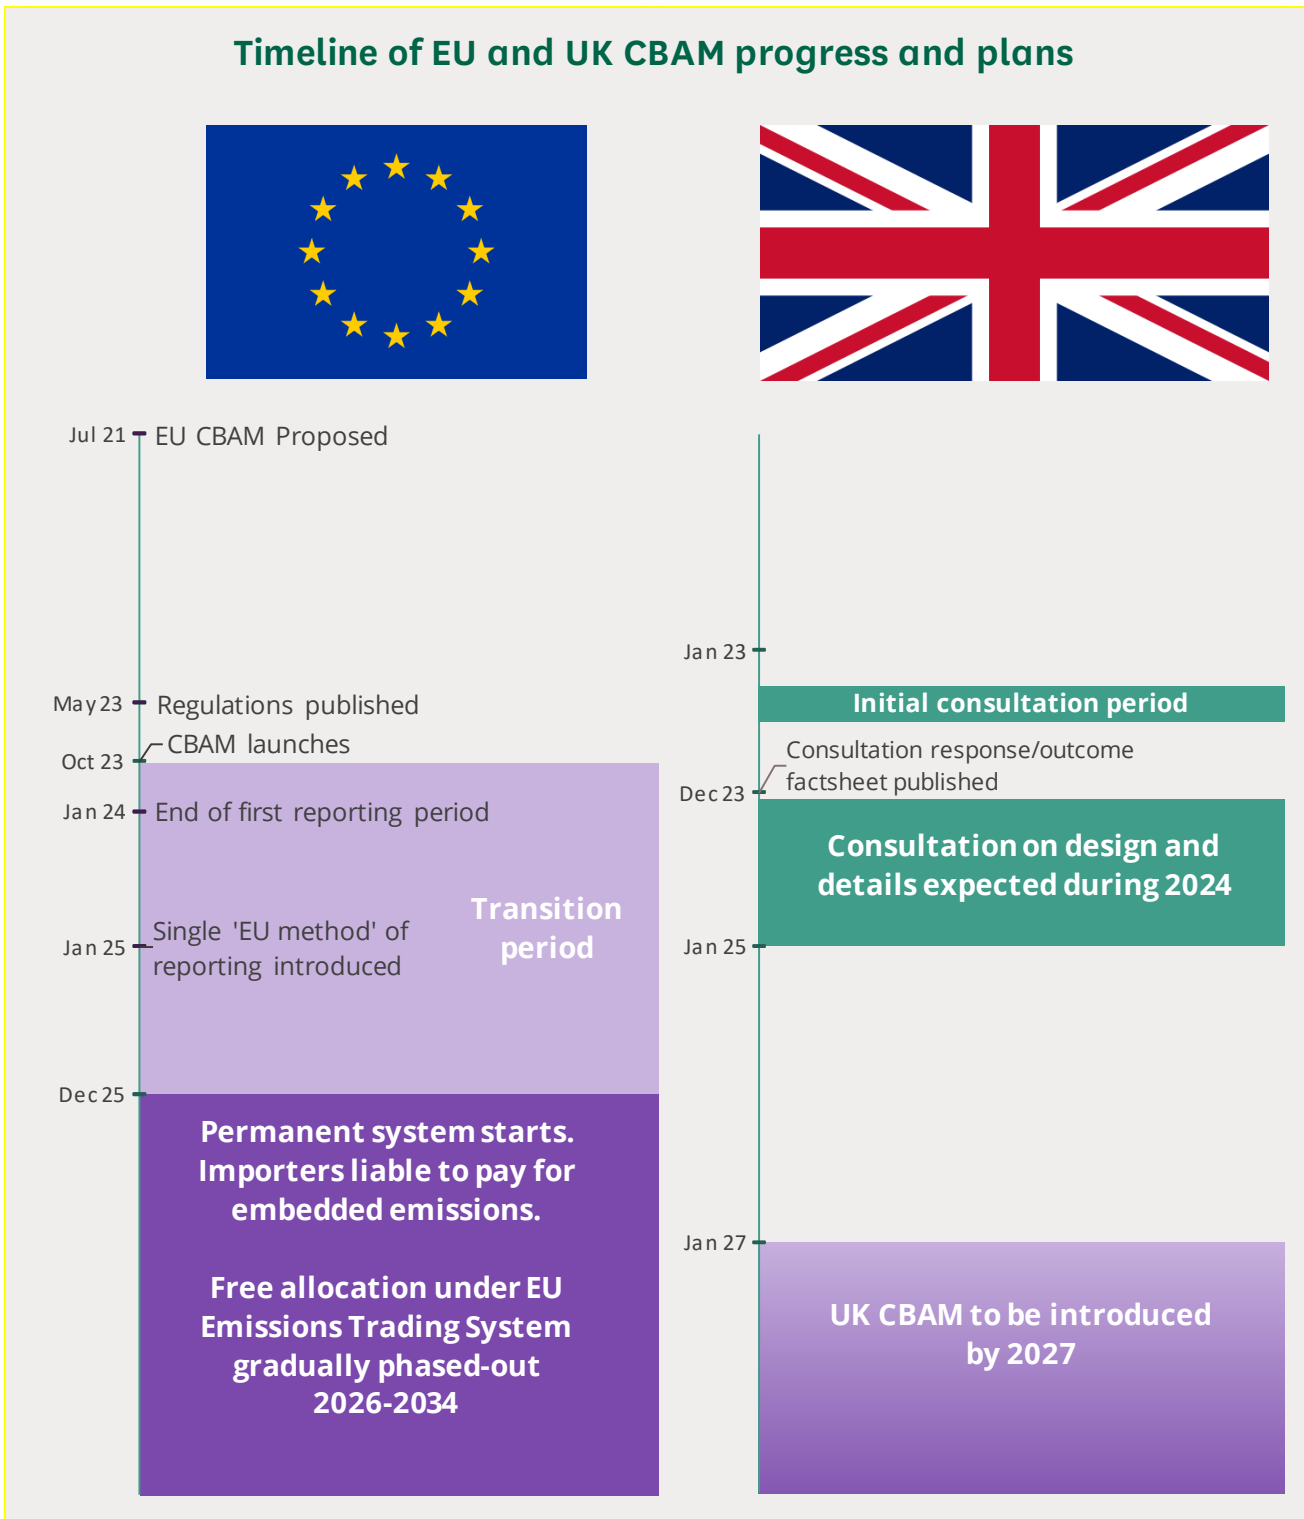 Timeline of EU and UK CBAM progress and plans
Jul 21
EU CBAM Proposed
May 23
Regulations published
CBAM launches
Oct 23
Jan 24
End of first reporting period
Transition
period
Single 'EU method' of
Jan 25
reporting introduced
Dec 25
Permanent system starts.
Importers liable to pay for
embedded emissions.
Free allocation under EU
Emissions Trading System
gradually phased-out
2026-2034
Jan 23
Initial consultation period
Consultation response/outcome
factsheet published
Dec 23
Consultation on design and
details expected during 2024
Jan 25
Jan 27
UK CBAM to be introduced
by 2027